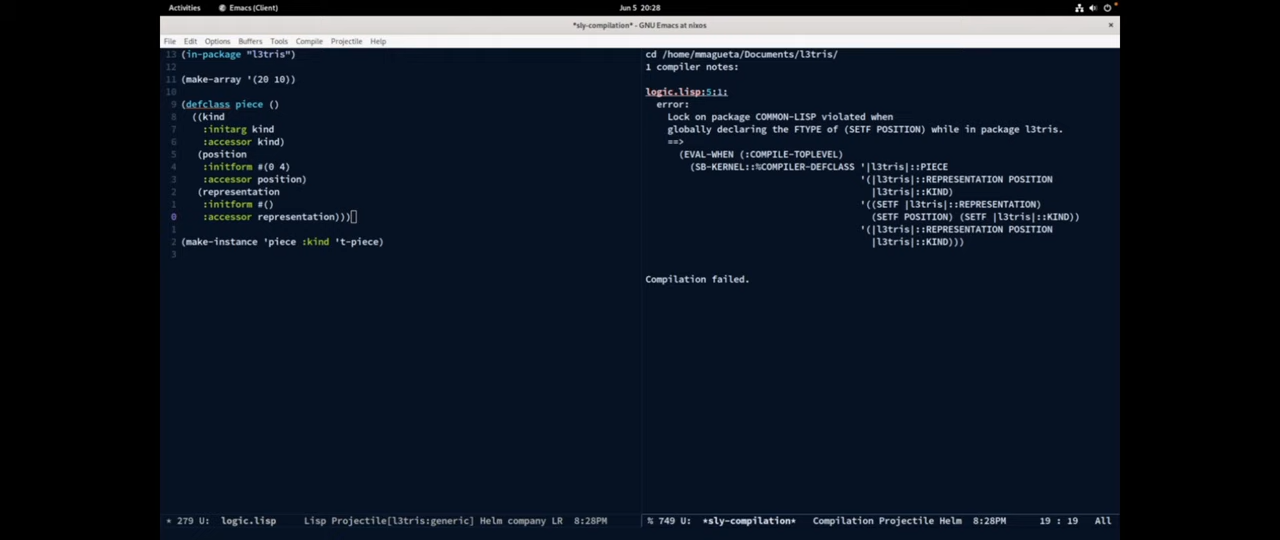 Activities
Emacs (Client)
Jun 5 20:28
*sly-compilation* - GNU Emacs at nixos
File Edit Options Buffers Tools Compile Projectile Help
13 (in-package "l3tris")
12
11 (make-array '(20 10))
10
9 (defclass piece ()
8 ((kind
7 :initarg kind
6 :accessor kind)
5 (position
4 :initform #(0 4)
3 :accessor position)
2 (representation
1 :initform #()
0 :accessor representation)))
1
2 (make-instance 'piece :kind 't-piece)
3
* 279 U: logic.lisp Lisp Projectile[l3tris:generic] Helm company LR 8:28PM
cd /home/mmagueta/Documents/l3tris/
1 compiler notes:
logic.lisp:5:1:
error:
Lock on package COMMON-LISP violated when
globally declaring the FTYPE of (SETF POSITION) while in package l3tris.
==>
(EVAL-WHEN (:COMPILE-TOPLEVEL)
(SB-KERNEL::%COMPILER-DEFCLASS '|l3tris|::PIECE
'(|l3tris|::REPRESENTATION POSITION
|l3tris|::KIND)
'((SETF |l3tris|::REPRESENTATION)
(SETF POSITION) (SETF |l3tris|::KIND))
'(|l3tris|::REPRESENTATION POSITION
|l3tris|::KIND)))
Compilation failed.
% 749 U: *sly-compilation* Compilation Projectile Helm 8:28PM 19 : 19 All